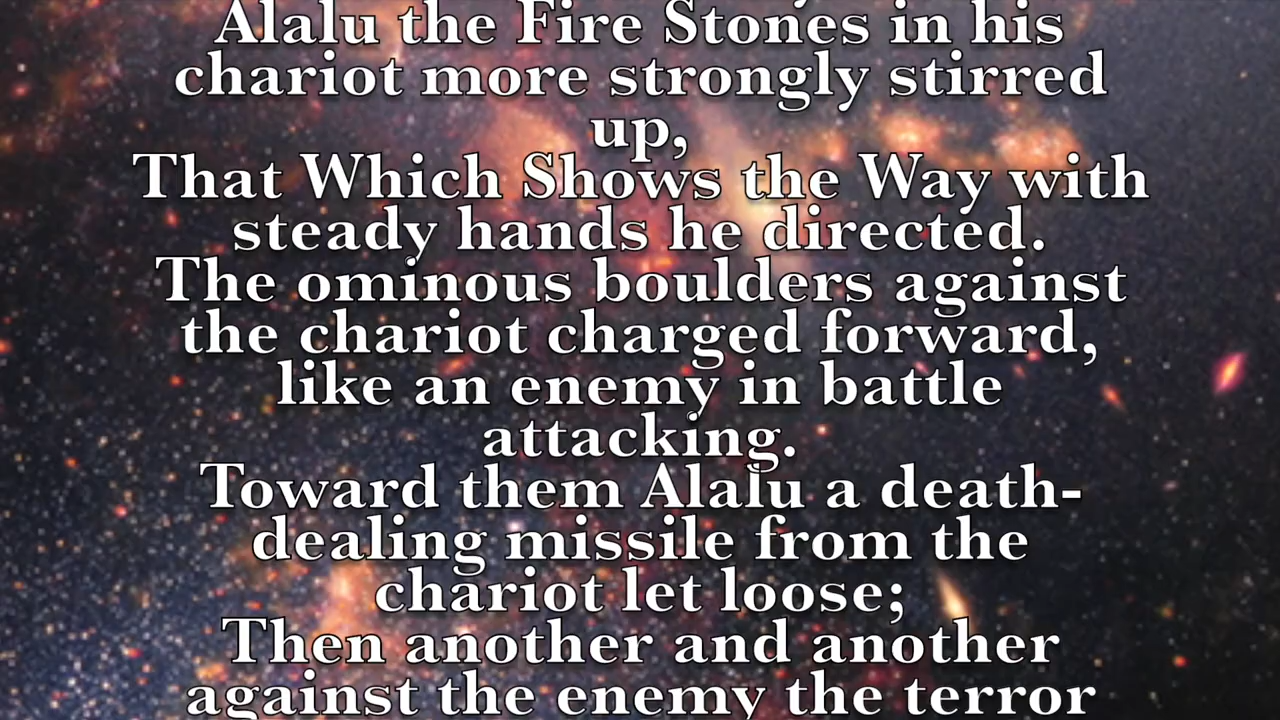 Alalu the Fire Stones in his
chariot more strongly stirred
up,
That Which Shows the Way with
steady hands he directed.
The ominous boulders against
the chariot charged forward,
like an enemy in battle
attacking.
Toward them Alalu a death-
dealing missile from the
chariot let loose;
Then another and another
against the enemy the terror